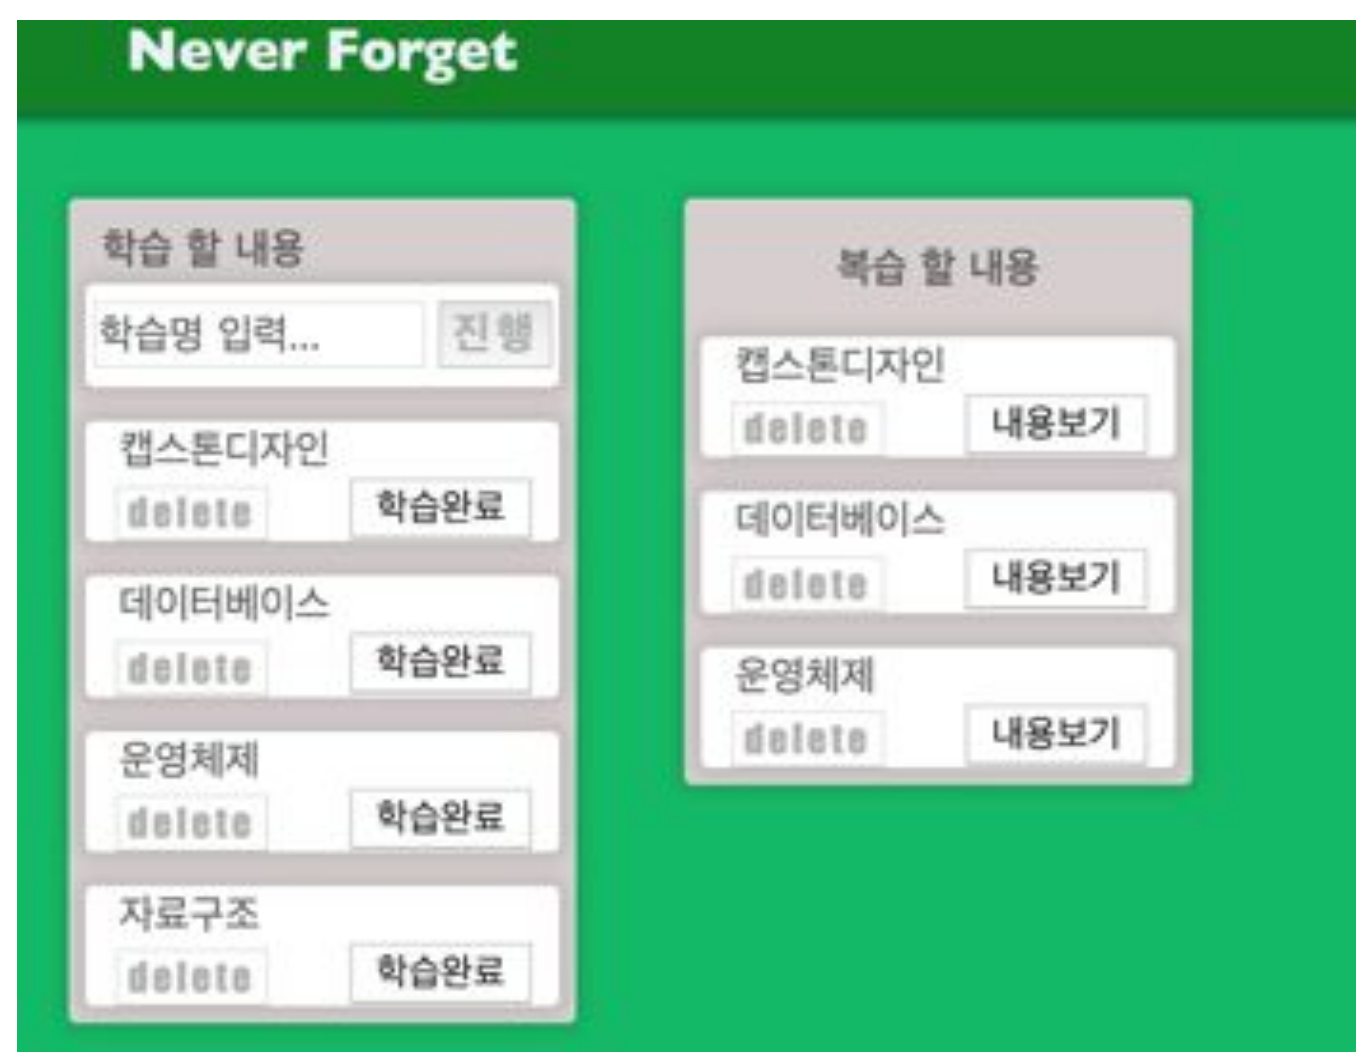 Never Forget
학습 할 내용
학습명 입력... 진행
캡스톤디자인
delete 학습완료
데이터베이스
delete 학습완료
운영체제
delete 학습완료
자료구조
delete 학습완료
복습 할 내용
캡스톤디자인
delete 내용보기
데이터베이스
delete 내용보기
운영체제
delete 내용보기